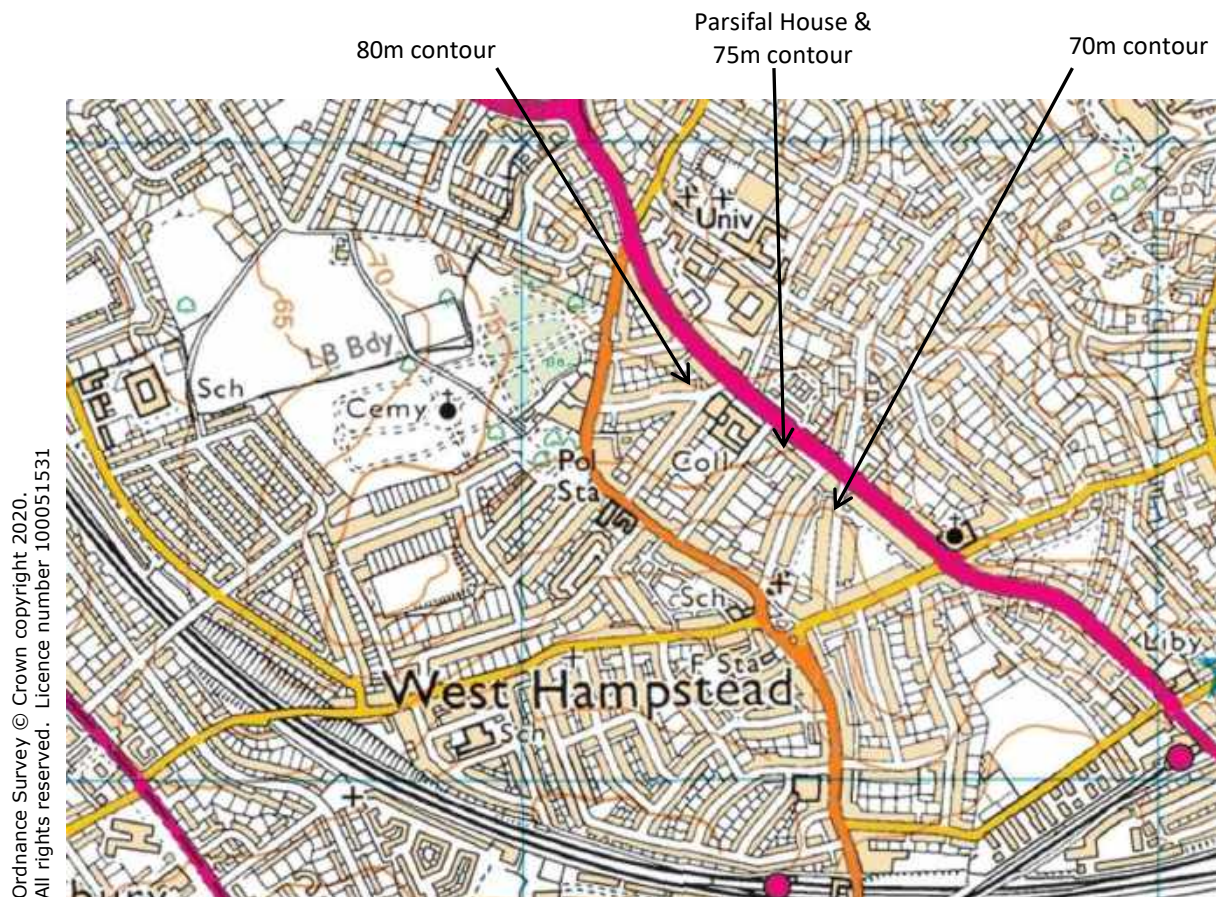 Parsifal House &
75m contour
80m contour
70m contour
Univ
65
70
75
LB Bdy
Sch
Cemy
Coll
Pol
Sta
Sch
F Sta
Liby
West Hampstead
Sch
bury
Ordnance Survey © Crown copyright 2020.
All rights reserved. Licence number 100051531